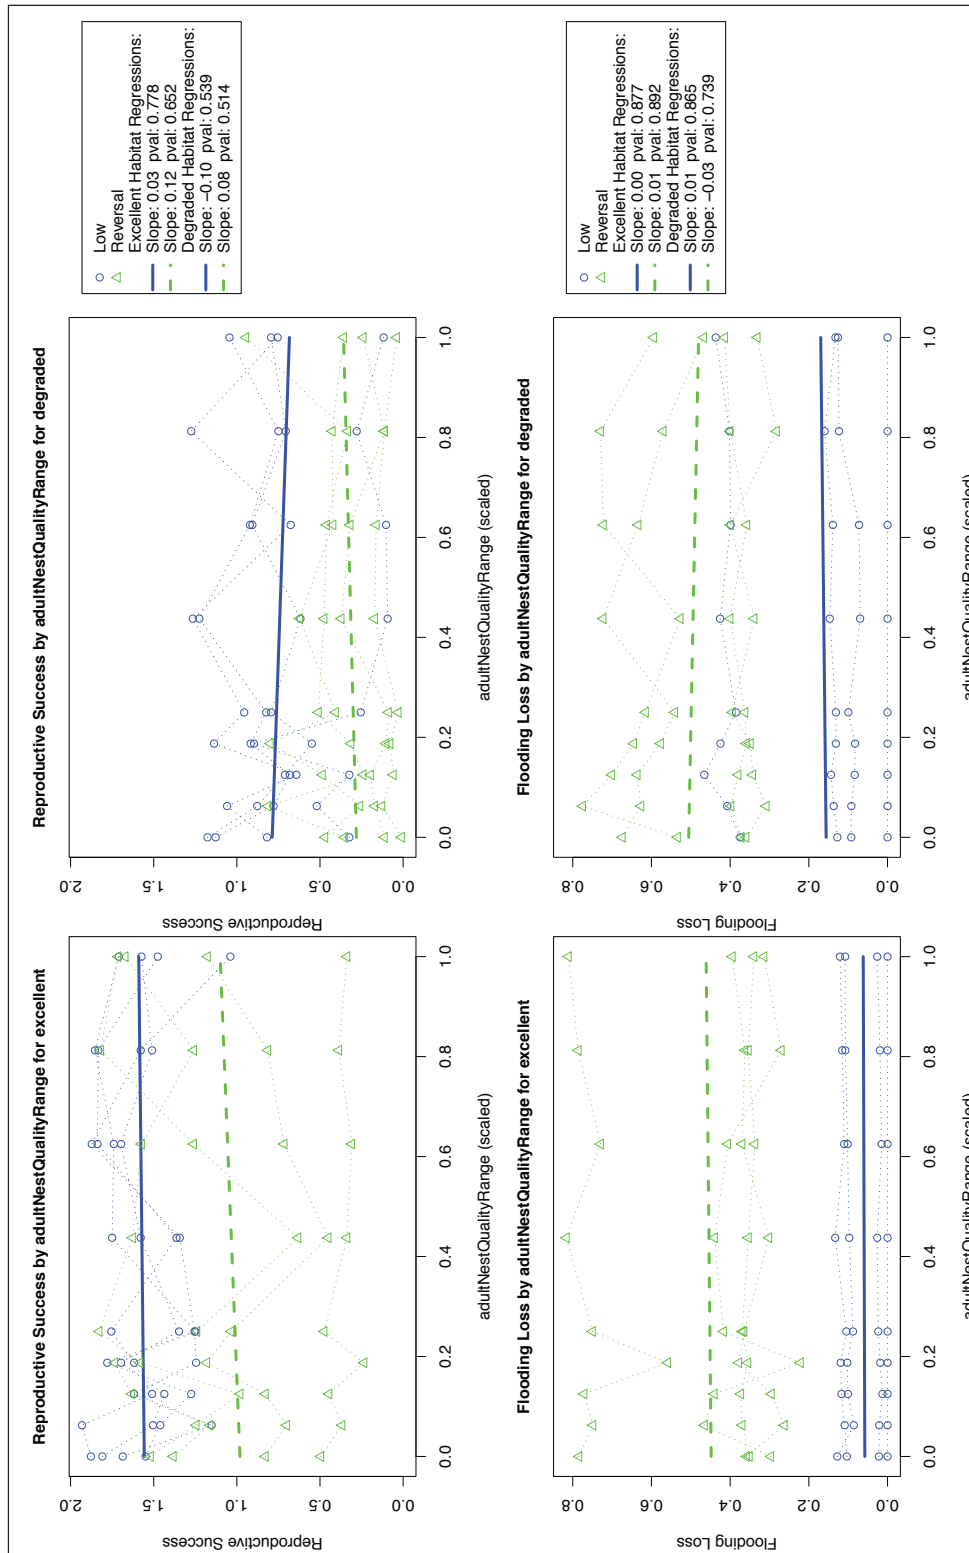 Reproductive Success by adultNestQualityRange for excellent
Reproductive Success
2.0
1.5
1.0
0.5
0.0
0.0
0.2
0.4
0.6
0.8
1.0
adultNestQualityRange (scaled)
Reproductive Success by adultNestQualityRange for degraded
Reproductive Success
2.0
1.5
1.0
0.5
0.0
0.0
0.2
0.4
0.6
0.8
1.0
adultNestQualityRange (scaled)
Low
Reversal
Excellent Habitat Regressions:
Slope: 0.03 pval: 0.778
Slope: 0.12 pval: 0.652
Degraded Habitat Regressions:
Slope: −0.10 pval: 0.539
Slope: 0.08 pval: 0.514
Flooding Loss by adultNestQualityRange for excellent
Flooding Loss
0.8
0.6
0.4
0.2
0.0
0.0
0.2
0.4
0.6
0.8
1.0
adultNestQualityRange (scaled)
Flooding Loss by adultNestQualityRange for degraded
Flooding Loss
0.8
0.6
0.4
0.2
0.0
0.0
0.2
0.4
0.6
0.8
1.0
adultNestQualityRange (scaled)
Low
Reversal
Excellent Habitat Regressions:
Slope: 0.00 pval: 0.877
Slope: 0.01 pval: 0.892
Degraded Habitat Regressions:
Slope: 0.01 pval: 0.865
Slope: −0.03 pval: 0.739